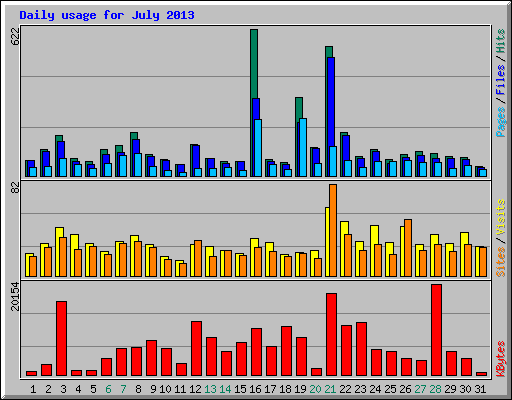 Daily usage for July 2013
622
Pages / Files / Hits
82
Sites / Visits
20154
KBytes
1 2 3 4 5 6 7 8 9 10 11 12 13 14 15 16 17 18 19 20 21 22 23 24 25 26 27 28 29 30 31